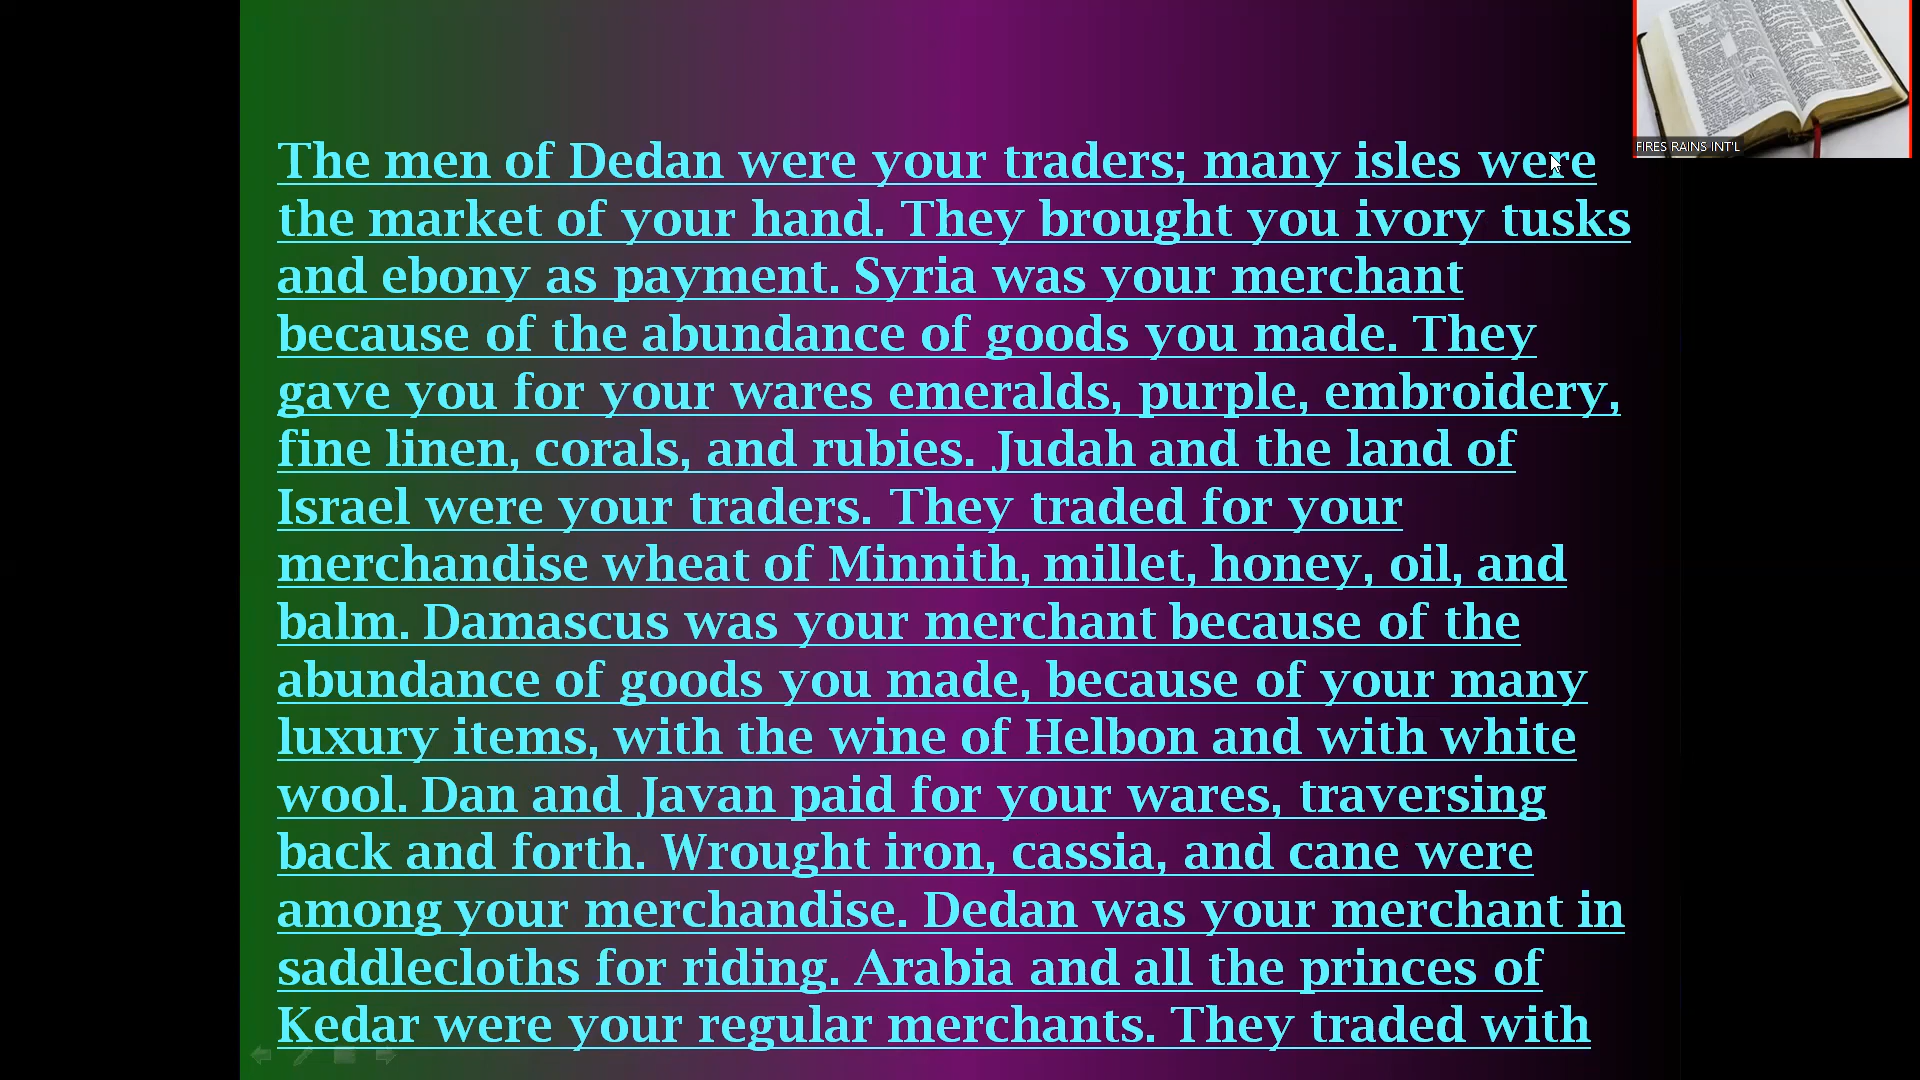 The men of Dedan were your traders; many isles were
the market of your hand. They brought you ivory tusks
and ebony as payment. Syria was your merchant
because of the abundance of goods you made. They
gave you for your wares emeralds, purple, embroidery,
fine linen, corals, and rubies. Judah and the land of
Israel were your traders. They traded for your
merchandise wheat of Minnith, millet, honey, oil, and
balm. Damascus was your merchant because of the
abundance of goods you made, because of your many
luxury items, with the wine of Helbon and with white
wool. Dan and Javan paid for your wares, traversing
back and forth. Wrought iron, cassia, and cane were
among your merchandise. Dedan was your merchant in
saddlecloths for riding. Arabia and all the princes of
Kedar were your regular merchants. They traded with
FIRES RAINS INT'L